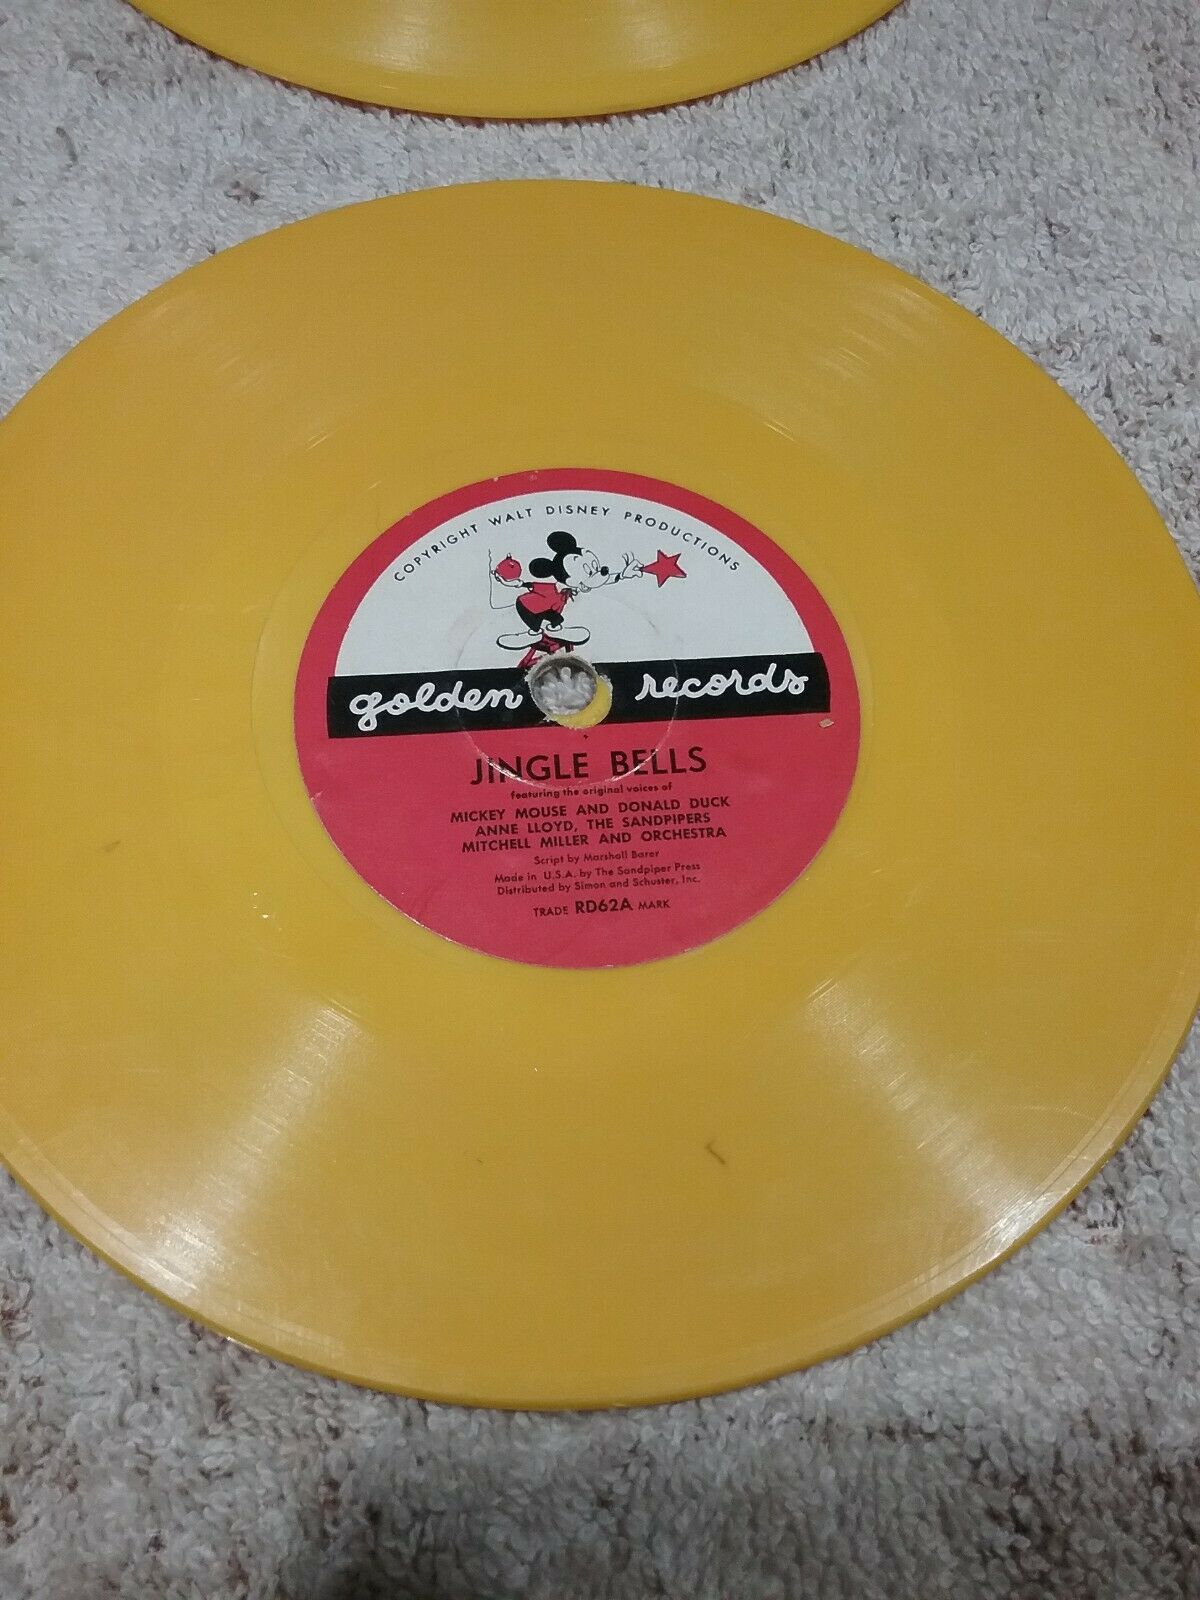 COPYRIGHT WALT DISNEY PRODUCTIONS
golden records
JINGLE BELLS
featuring the original voices of
MICKEY MOUSE AND DONALD DUCK
ANNE LLOYD, THE SANDPIPERS
MITCHELL MILLER AND ORCHESTRA
Script by Marshall Barer
Made in U.S.A. by The Sandpiper Press
Distributed by Simon and Schuster, Inc.
TRADE RD62A MARK